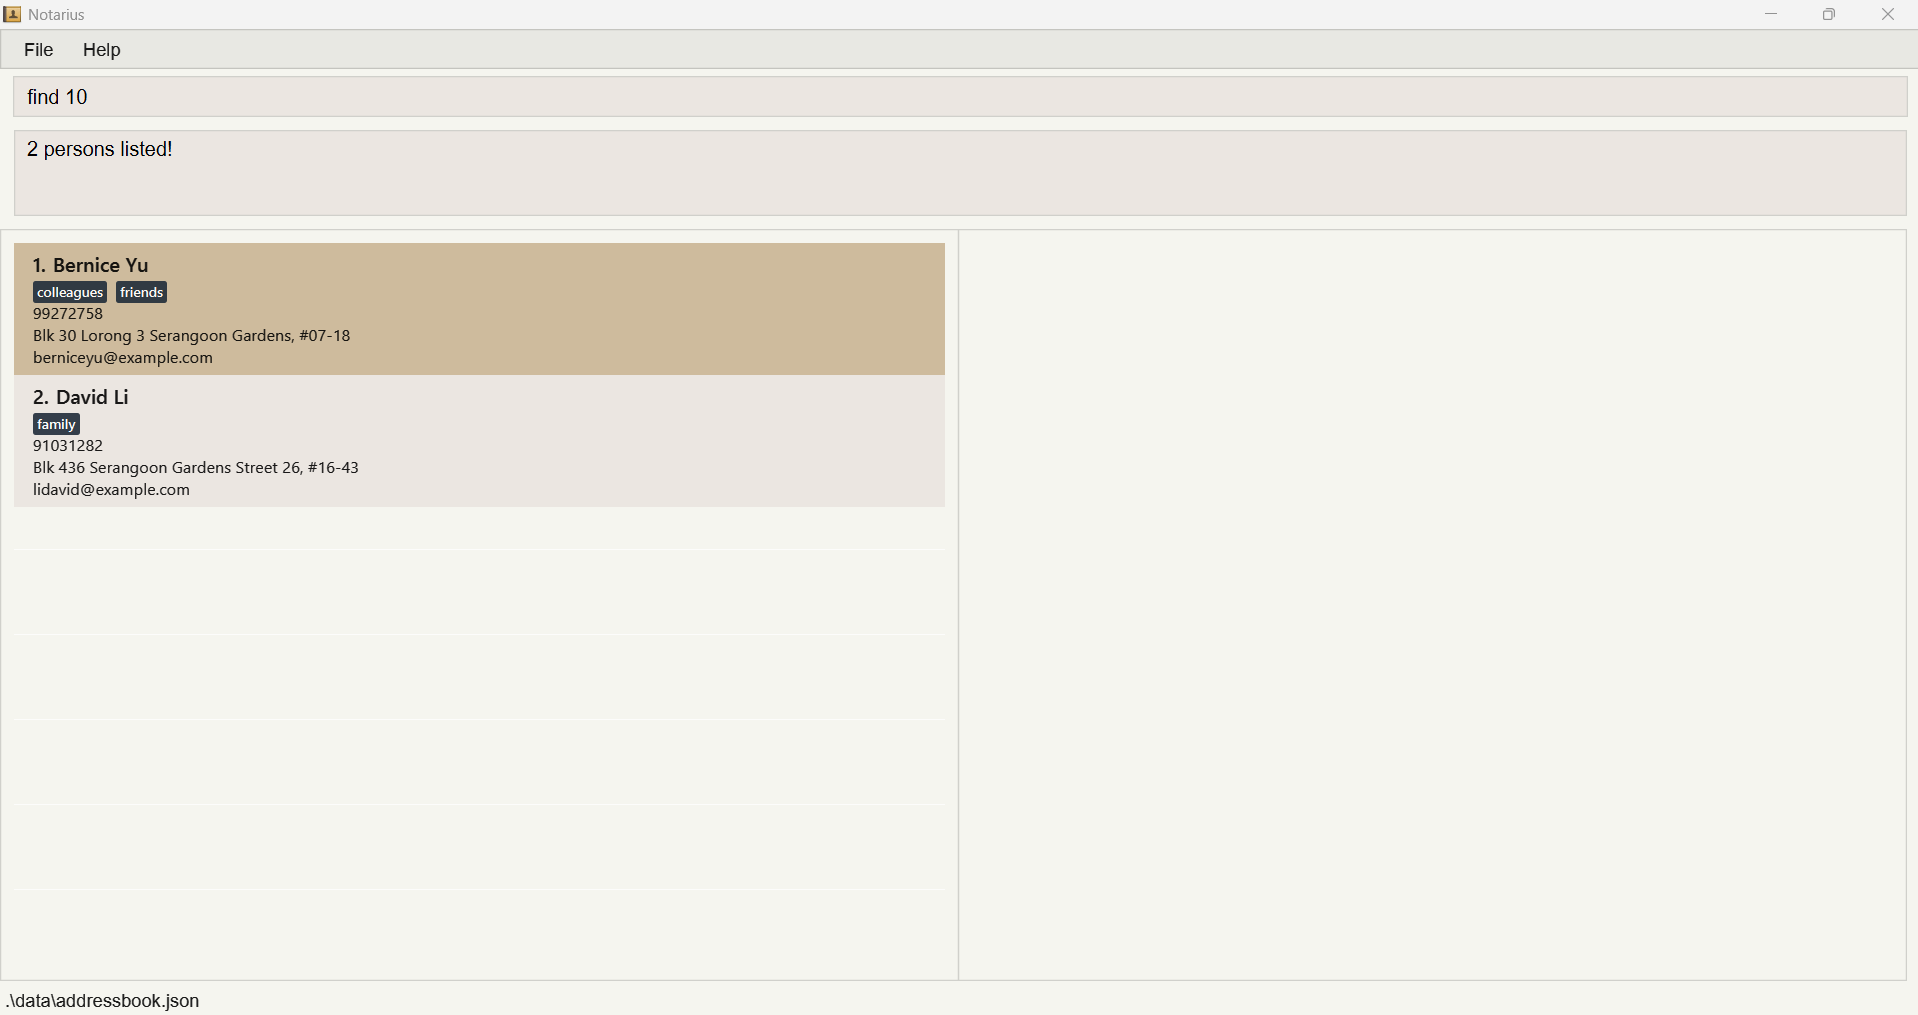 Notarius
File Help
find 10
2 persons listed!
1. Bernice Yu
colleagues friends
99272758
Blk 30 Lorong 3 Serangoon Gardens, #07-18
berniceyu@example.com
2. David Li
family
91031282
Blk 436 Serangoon Gardens Street 26, #16-43
lidavid@example.com
.\data\addressbook.json